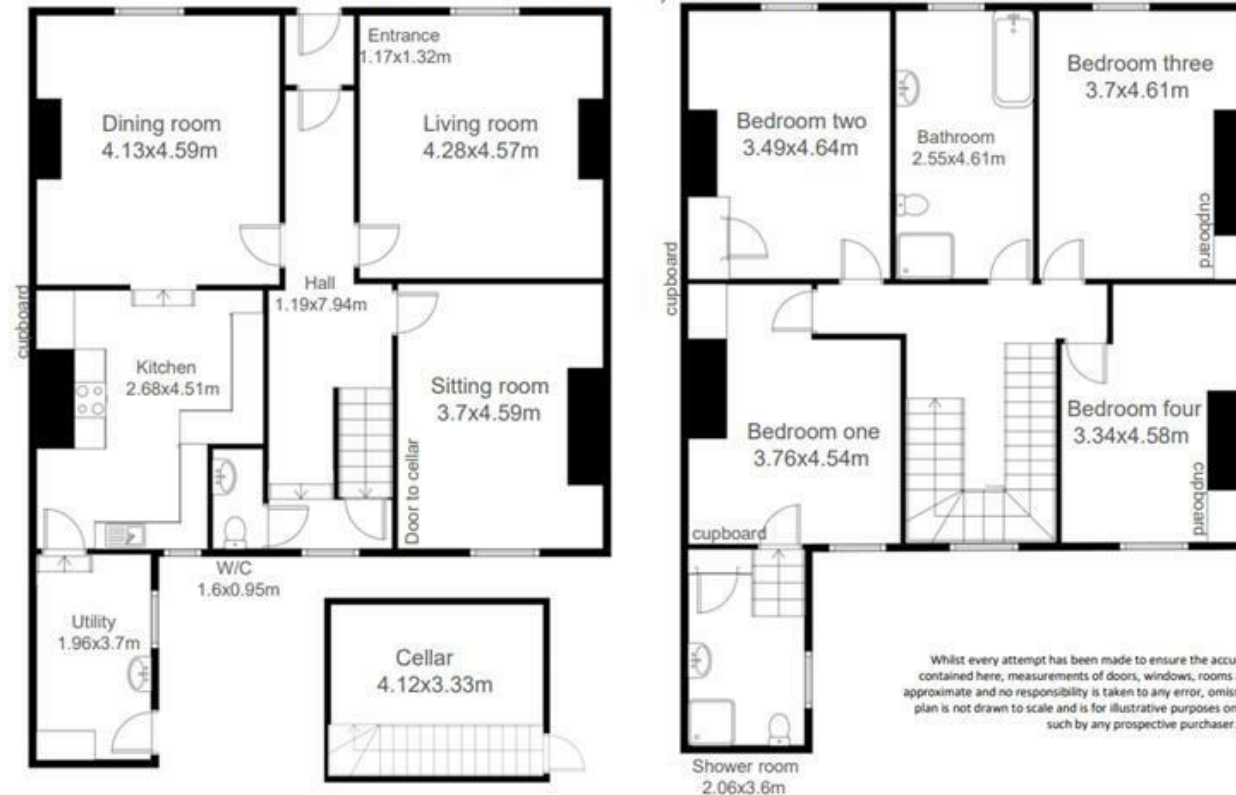 Entrance
1.17x1.32m
Dining room
4.13x4.59m
Living room
4.28x4.57m
Hall
1.19x7.94m
cupboard
Kitchen
2.68x4.51m
Sitting room
3.7x4.59m
Door to cellar
W/C
1.6x0.95m
Utility
1.96x3.7m
Cellar
4.12x3.33m
Bedroom two
3.49x4.64m
Bathroom
2.55x4.61m
Bedroom three
3.7x4.61m
cupboard
cupboard
Bedroom one
3.76x4.54m
Bedroom four
3.34x4.58m
cupboard
cupboard
Shower room
2.06x3.6m
Whilst every attempt has been made to ensure the accu
contained here, measurements of doors, windows, rooms
approximate and no responsibility is taken to any error, omis
plan is not drawn to scale and is for illustrative purposes on
such by any prospective purchaser.